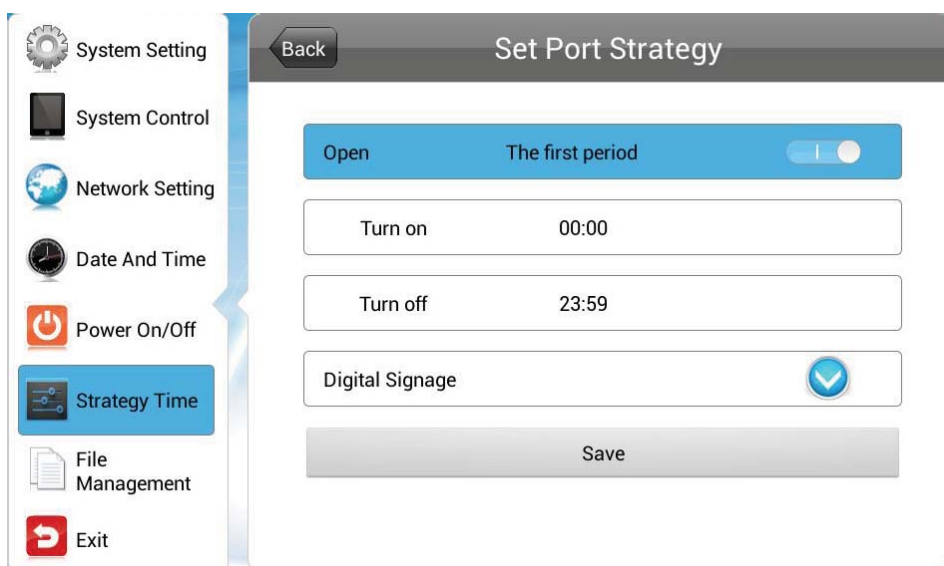 System Setting
System Control
Network Setting
Date And Time
Power On/Off
Strategy Time
File
Management
Exit
Back
Set Port Strategy
Open The first period
Turn on 00:00
Turn off 23:59
Digital Signage
Save